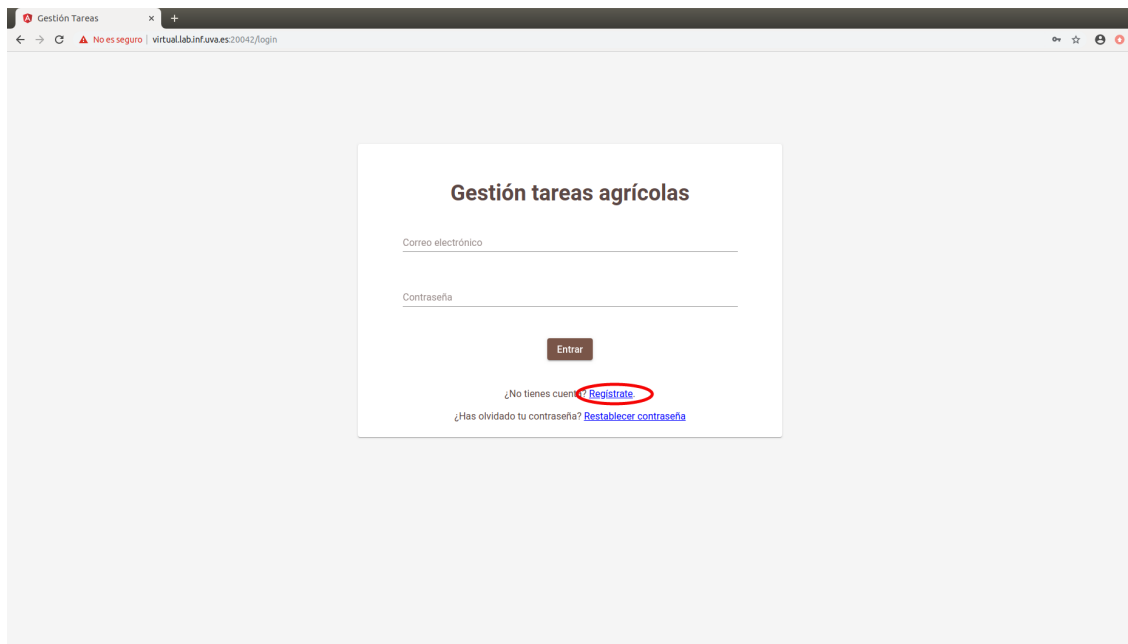 Gestión Tareas
No es seguro | virtual.lab.inf.uva.es:20042/login
Gestión tareas agrícolas
Correo electrónico
Contraseña
Entrar
¿No tienes cuenta? Regístrate.
¿Has olvidado tu contraseña? Restablecer contraseña